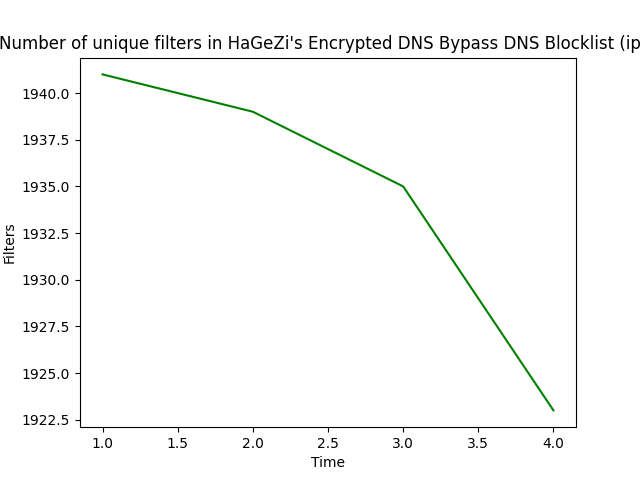 Number of unique filters in HaGeZi's Encrypted DNS Bypass DNS Blocklist (ip
1940.0
1937.5
1935.0
1932.5
1930.0
1927.5
1925.0
1922.5
Filters
1.0 1.5 2.0 2.5 3.0 3.5 4.0
Time